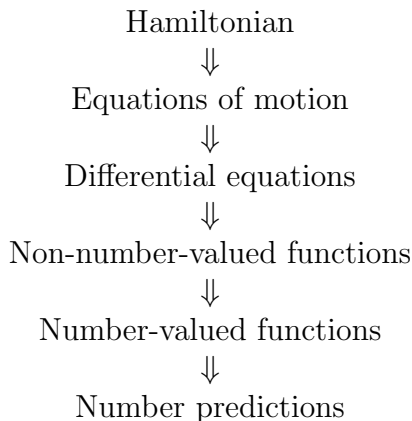 Hamiltonian
⇓
Equations of motion
⇓
Differential equations
⇓
Non-number-valued functions
⇓
Number-valued functions
⇓
Number predictions